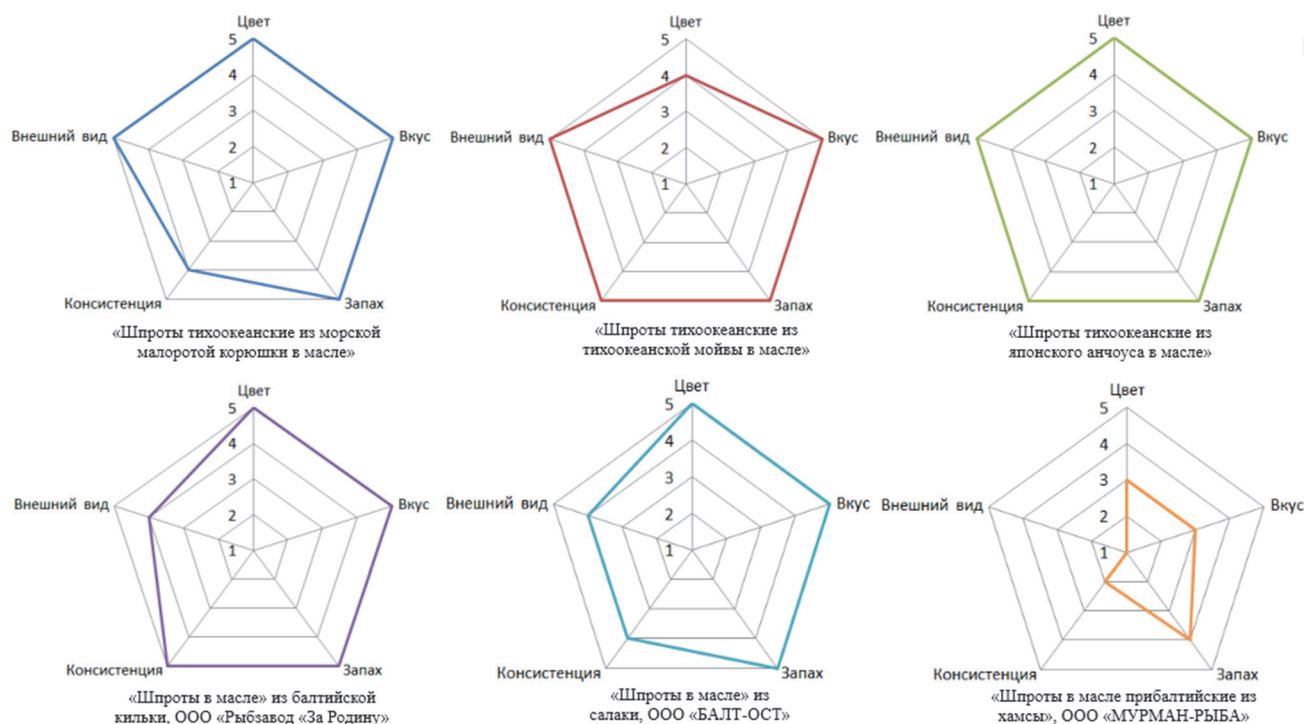 Цвет
5
4
3
2
1
Внешний вид
Вкус
Консистенция
Запах
«Шпроты тихоокеанские из морской
малоротой корюшки в масле»
Цвет
5
4
3
2
1
Внешний вид
Вкус
Консистенция
Запах
«Шпроты тихоокеанские из
тихоокеанской мойвы в масле»
Цвет
5
4
3
2
1
Внешний вид
Вкус
Консистенция
Запах
«Шпроты тихоокеанские из
японского анчоуса в масле»
Цвет
5
4
3
2
1
Внешний вид
Вкус
Консистенция
Запах
«Шпроты в масле» из балтийской
кильки, ООО «Рыбзавод «За Родину»
Цвет
5
4
3
2
1
Внешний вид
Вкус
Консистенция
Запах
«Шпроты в масле» из
салаки, ООО «БАЛТ-ОСТ»
Цвет
5
4
3
2
1
Внешний вид
Вкус
Консистенция
Запах
«Шпроты в масле прибалтийские из
хамсы», ООО «МУРМАН-РЫБА»